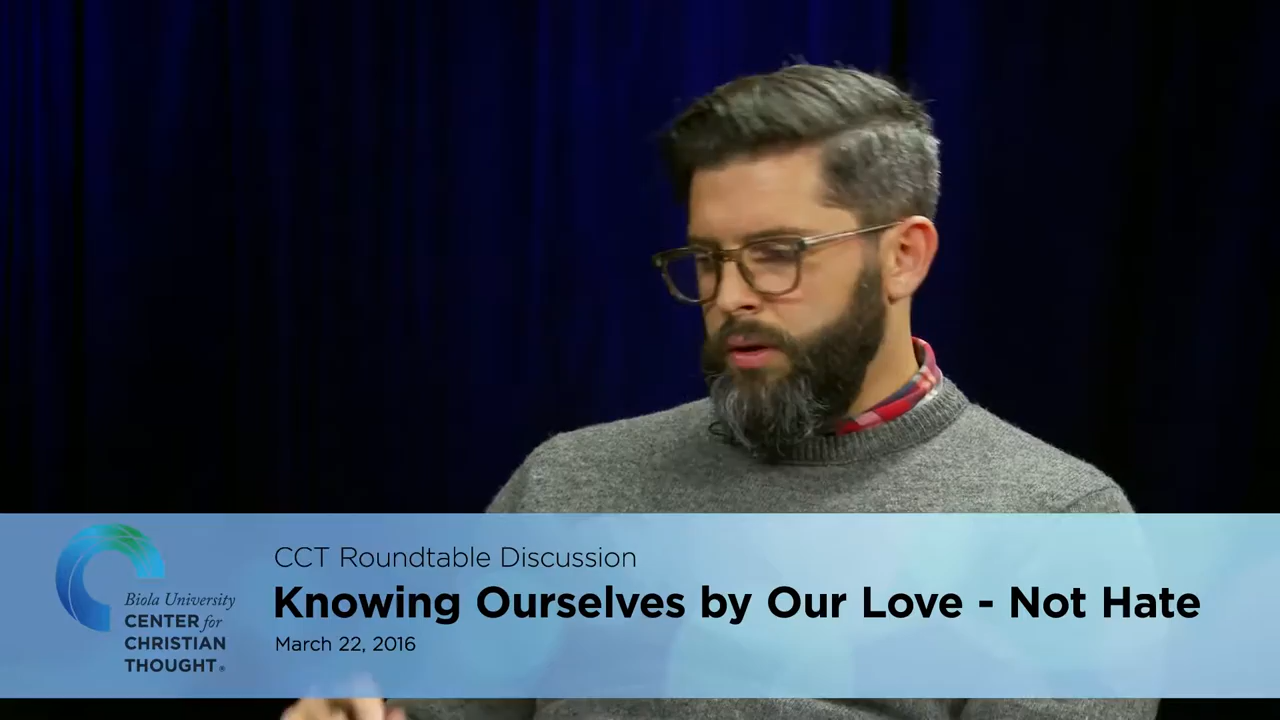 CCT Roundtable Discussion
Knowing Ourselves by Our Love - Not Hate
March 22, 2016
Biola University
CENTER for
CHRISTIAN
THOUGHT®